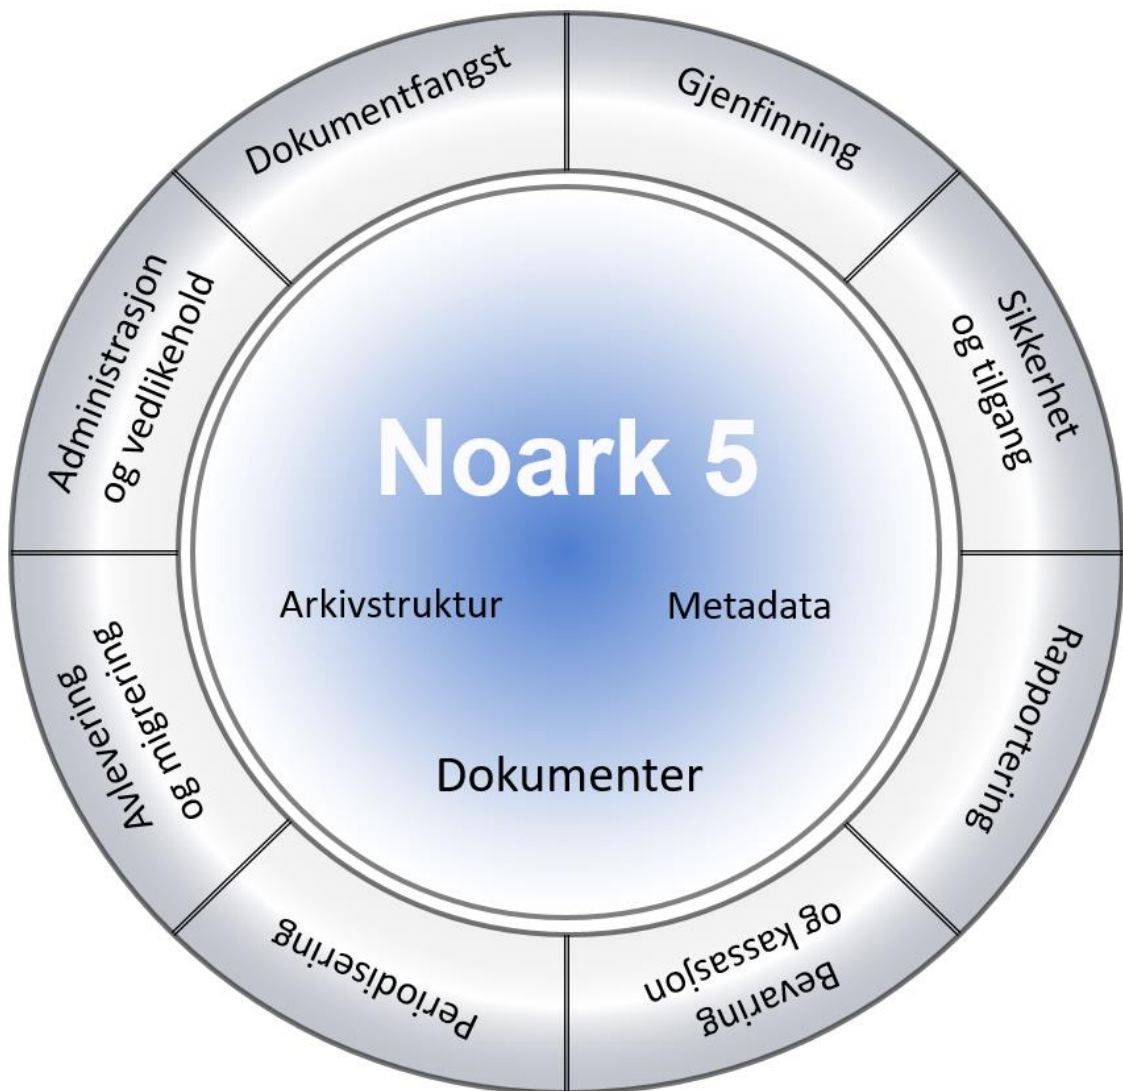 Dokumentfangst
Gjenfinning
Sikkerhet
og tilgang
Rapportering
Bevaring
og kassasjon
Periodisering
Avlevering
og migrering
Administrasjon
og vedlikehold
Noark 5
Arkivstruktur
Metadata
Dokumenter